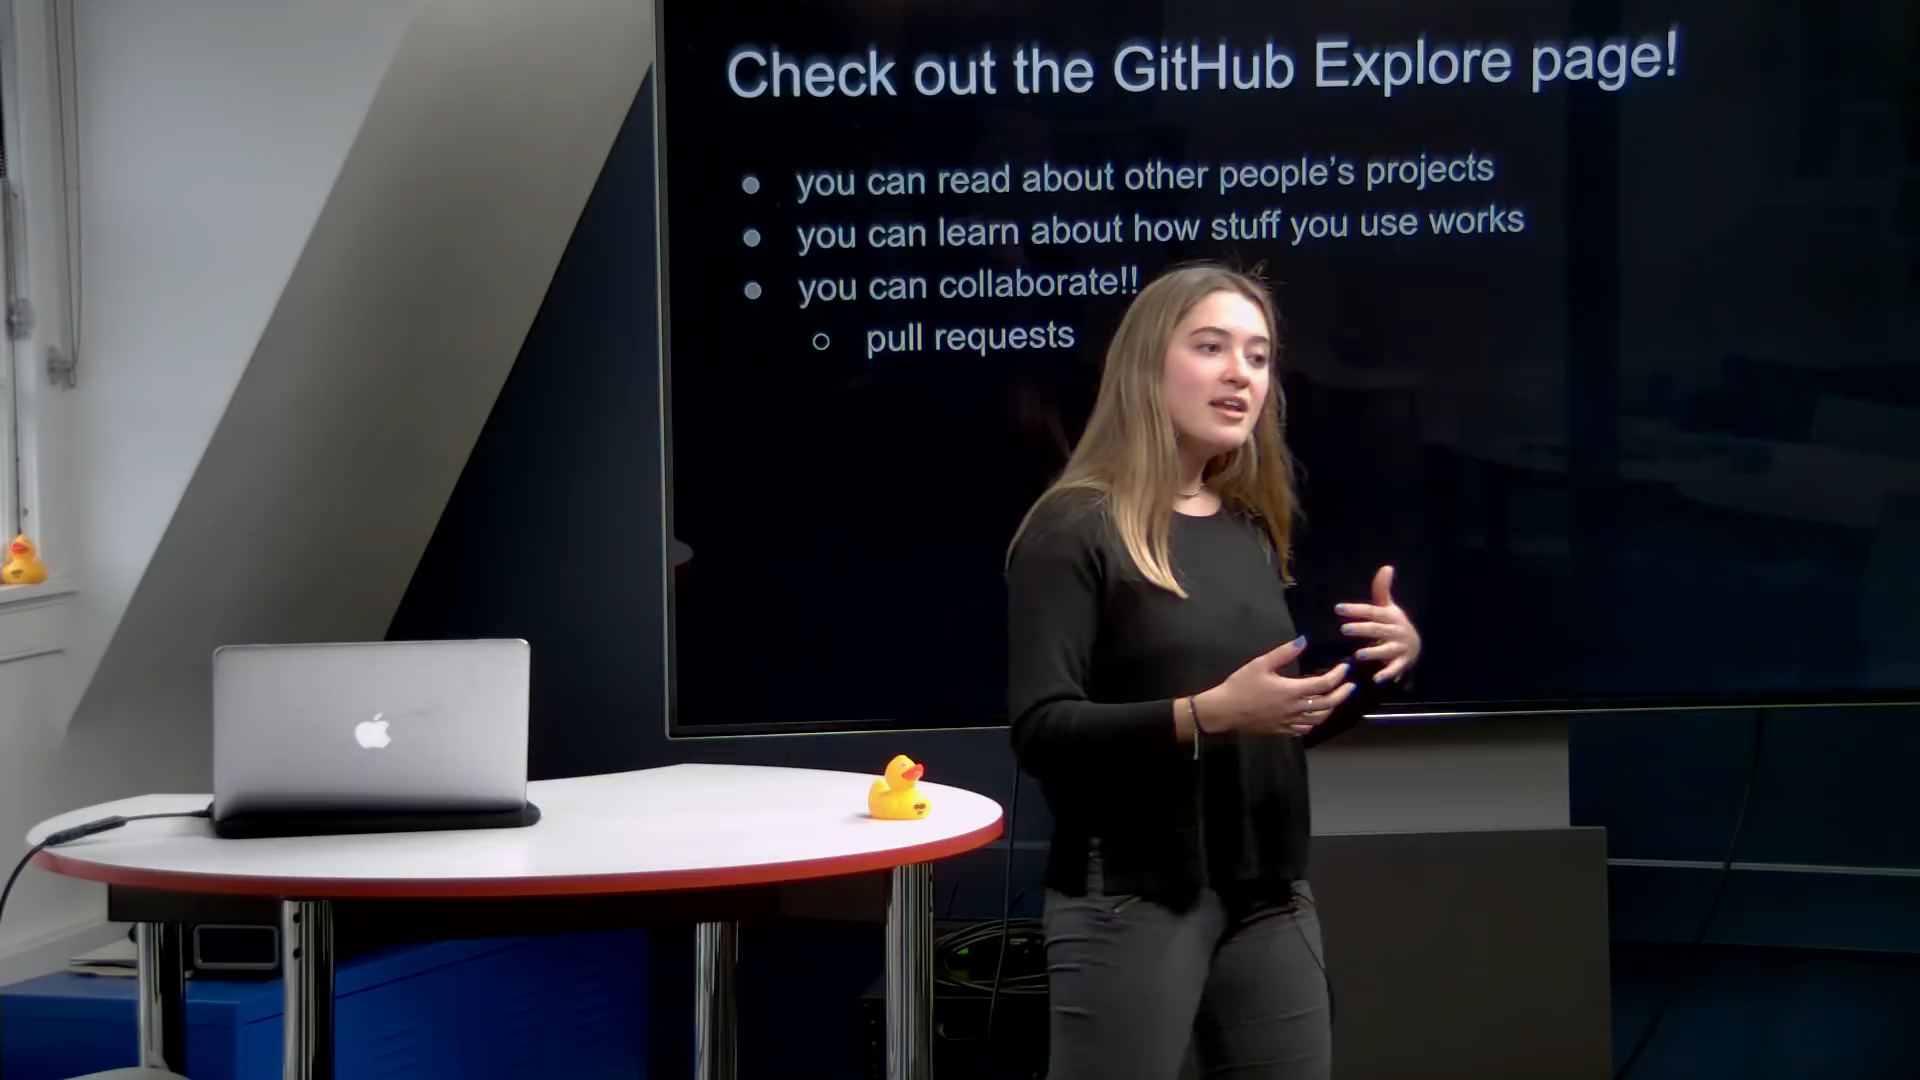 Check out the GitHub Explore page!
you can read about other people's projects
you can learn about how stuff you use works
you can collaborate!!
pull requests